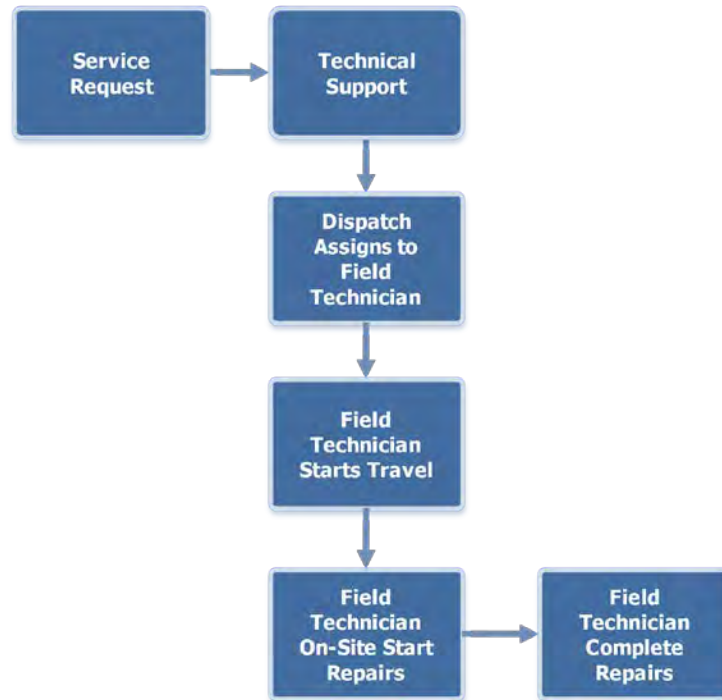 Service
Request
Technical
Support
Dispatch
Assigns to
Field
Technician
Field
Technician
Starts Travel
Field
Technician
On-Site Start
Repairs
Field
Technician
Complete
Repairs